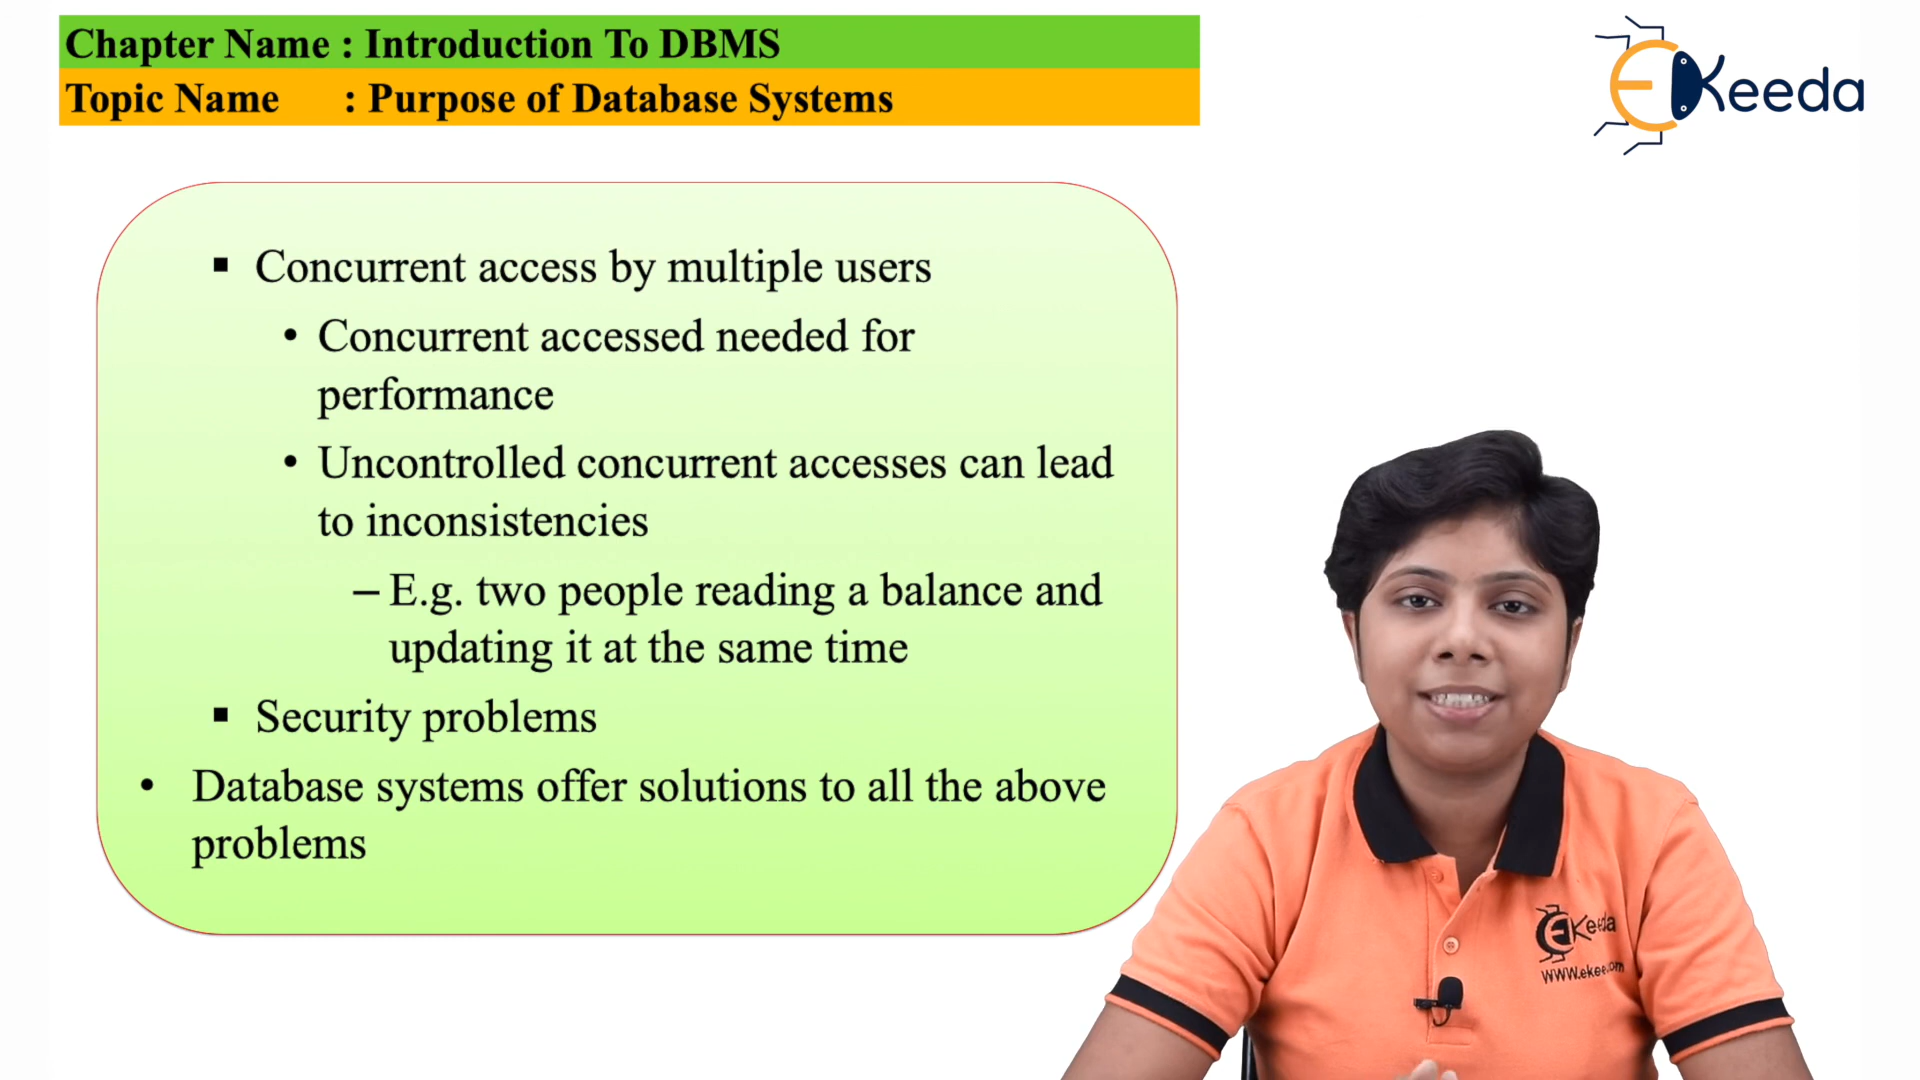 Chapter Name : Introduction To DBMS
Topic Name : Purpose of Database Systems
EKeeda
▪ Concurrent access by multiple users
• Concurrent accessed needed for
performance
• Uncontrolled concurrent accesses can lead
to inconsistencies
– E.g. two people reading a balance and
updating it at the same time
▪ Security problems
• Database systems offer solutions to all the above
problems
EKeeda